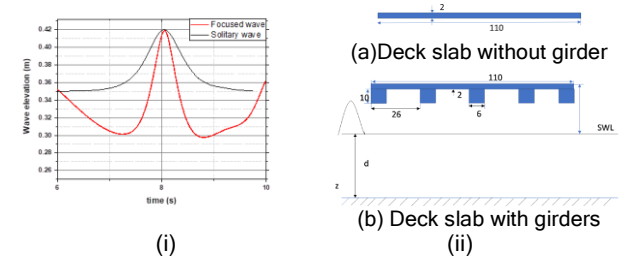 Focused wave
Solitary wave
Wave elevation (m)
0.42
0.40
0.38
0.36
0.34
0.32
0.30
0.28
0.26
6
8
10
time (s)
(i)
2
110
(a)Deck slab without girder
110
10
2
26
6
SWL
d
z
(b) Deck slab with girders
(ii)